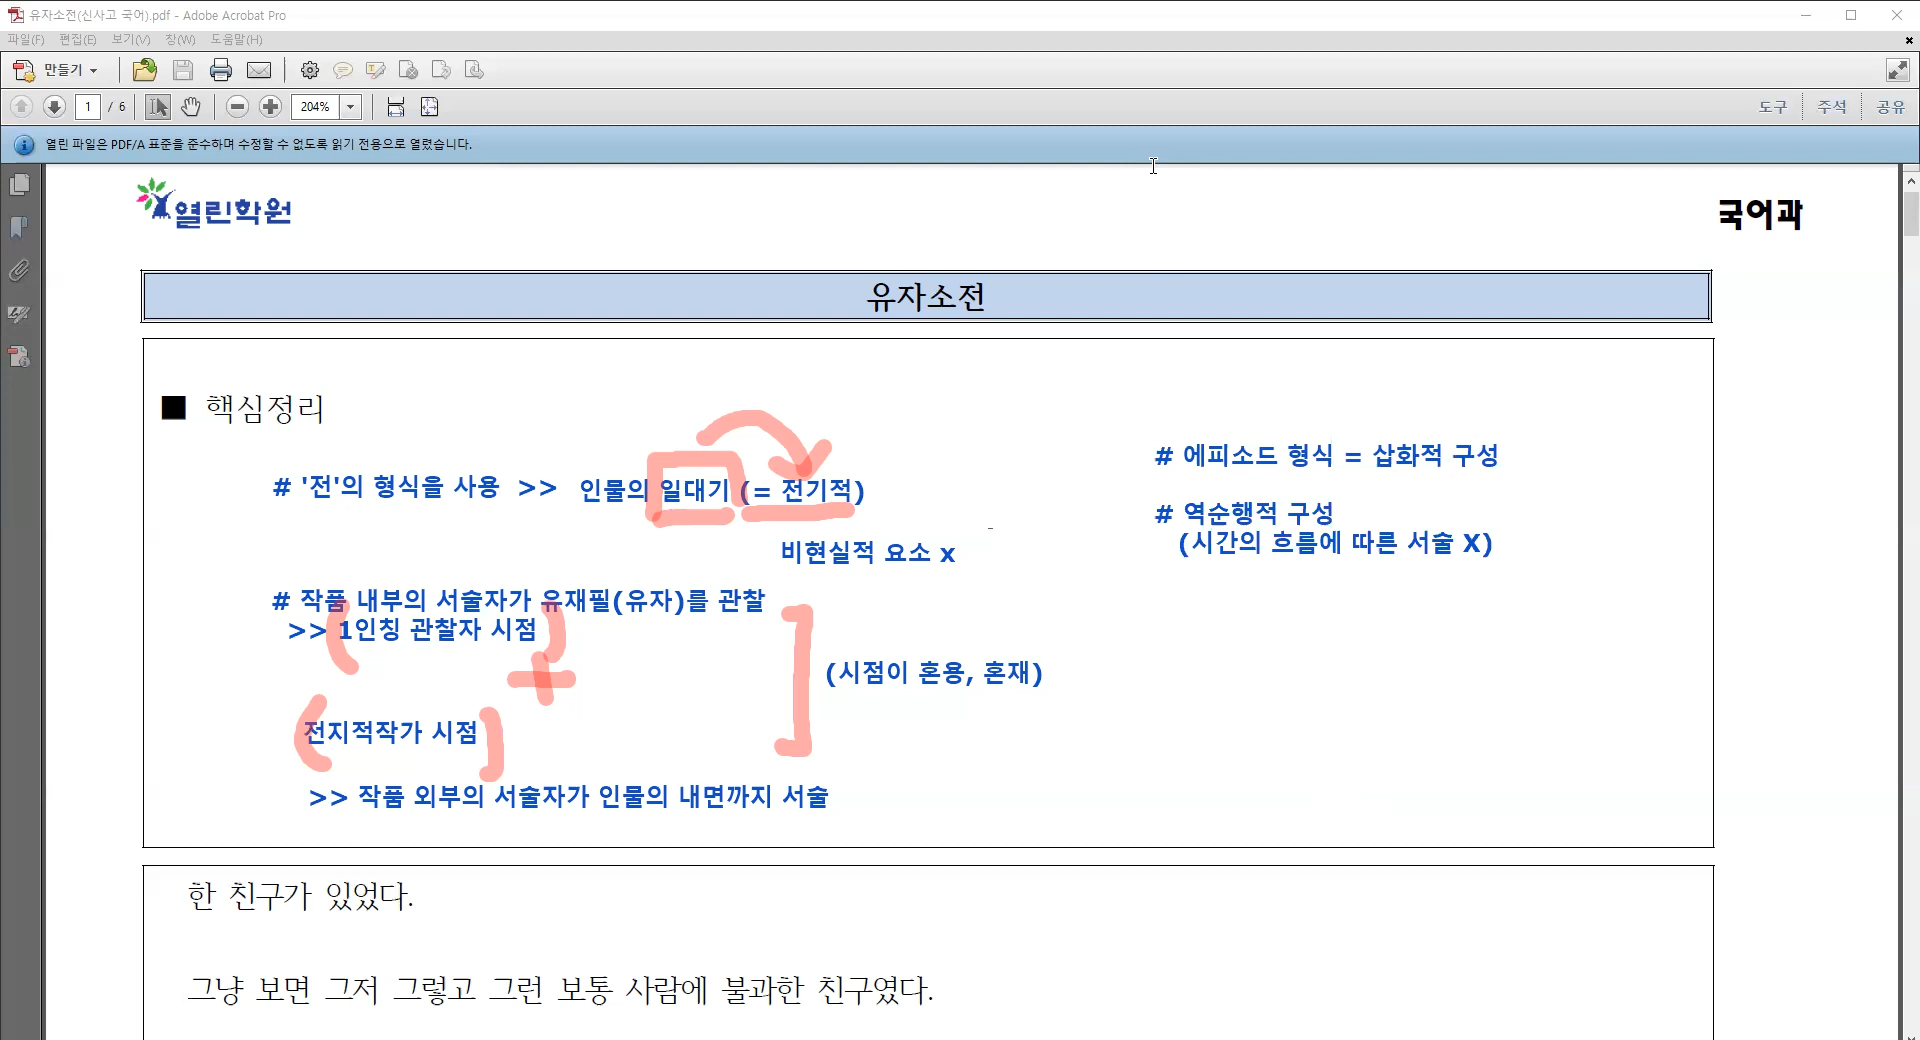 유자소전(신사고 국어).pdf - Adobe Acrobat Pro
파일(F) 편집(E) 보기(V) 창(W) 도움말(H)
만들기
1 / 6 204% 도구 주석 공유
열린 파일은 PDF/A 표준을 준수하며 수정할 수 없도록 읽기 전용으로 열렸습니다.
열린학원
국어과
유자소전
■ 핵심정리
# '전'의 형식을 사용 >> 인물의 일대기 (= 전기적)
비현실적 요소 x
# 에피소드 형식 = 삽화적 구성
# 역순행적 구성
(시간의 흐름에 따른 서술 X)
# 작품 내부의 서술자가 유재필(유자)를 관찰
>> 1인칭 관찰자 시점
(시점이 혼용, 혼재)
전지적작가 시점
>> 작품 외부의 서술자가 인물의 내면까지 서술
한 친구가 있었다.
그냥 보면 그저 그렇고 그런 보통 사람에 불과한 친구였다.